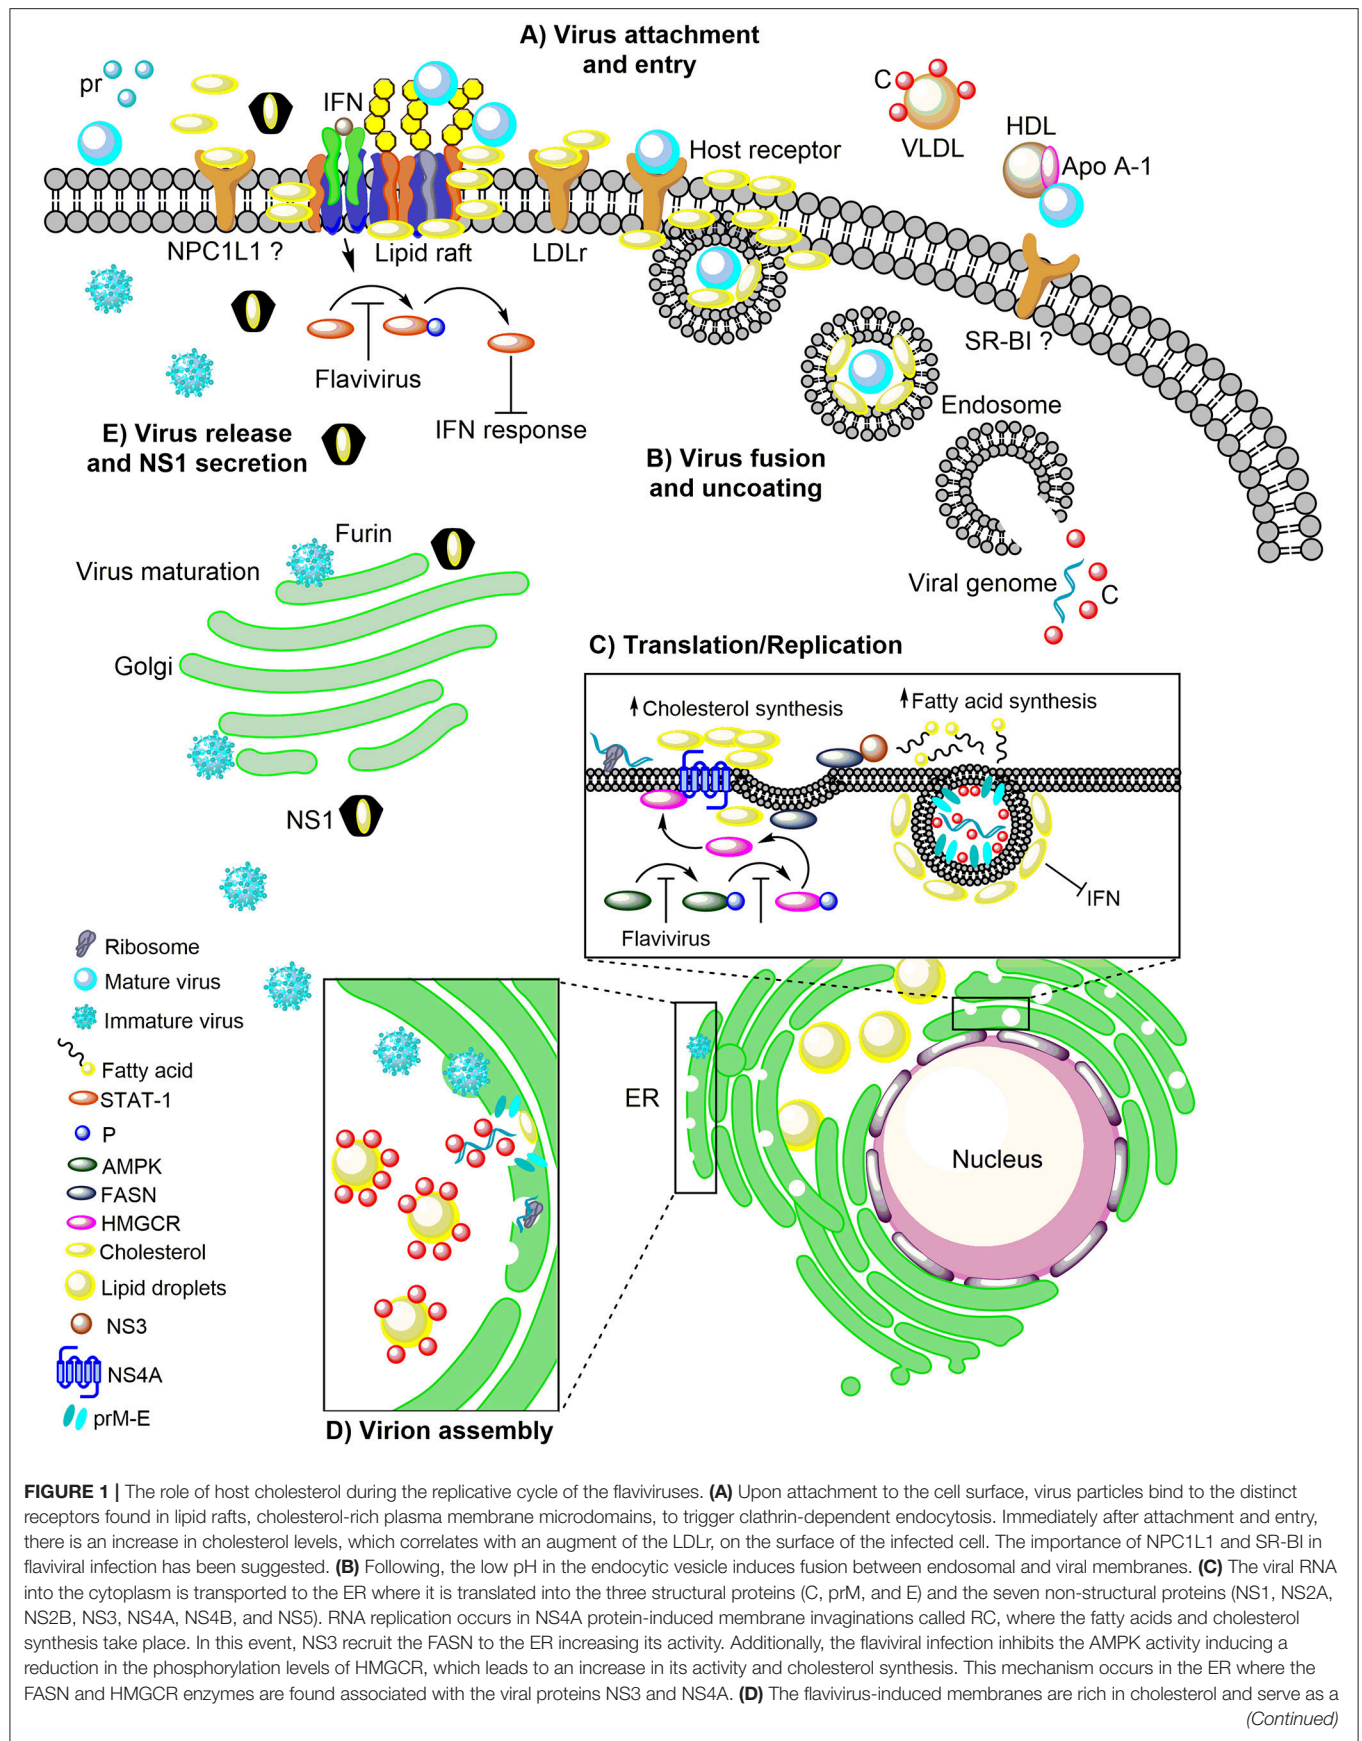 A) Virus attachment
and entry
pr
IFN
C
VLDL
HDL
Apo A-1
Host receptor
NPC1L1 ?
Lipid raft
LDLr
SR-BI ?
Flavivirus
IFN response
Endosome
E) Virus release
and NS1 secretion
B) Virus fusion
and uncoating
Furin
Virus maturation
Viral genome
C
Golgi
C) Translation/Replication
Cholesterol synthesis
Fatty acid synthesis
NS1
IFN
Flavivirus
Ribosome
Mature virus
Immature virus
Fatty acid
STAT-1
P
AMPK
FASN
HMGCR
Cholesterol
Lipid droplets
NS3
NS4A
prM-E
ER
Nucleus
D) Virion assembly
FIGURE 1 | The role of host cholesterol during the replicative cycle of the flaviviruses. (A) Upon attachment to the cell surface, virus particles bind to the distinct
receptors found in lipid rafts, cholesterol-rich plasma membrane microdomains, to trigger clathrin-dependent endocytosis. Immediately after attachment and entry,
there is an increase in cholesterol levels, which correlates with an augment of the LDLr, on the surface of the infected cell. The importance of NPC1L1 and SR-BI in
flaviviral infection has been suggested. (B) Following, the low pH in the endocytic vesicle induces fusion between endosomal and viral membranes. (C) The viral RNA
into the cytoplasm is transported to the ER where it is translated into the three structural proteins (C, prM, and E) and the seven non-structural proteins (NS1, NS2A,
NS2B, NS3, NS4A, NS4B, and NS5). RNA replication occurs in NS4A protein-induced membrane invaginations called RC, where the fatty acids and cholesterol
synthesis take place. In this event, NS3 recruit the FASN to the ER increasing its activity. Additionally, the flaviviral infection inhibits the AMPK activity inducing a
reduction in the phosphorylation levels of HMGCR, which leads to an increase in its activity and cholesterol synthesis. This mechanism occurs in the ER where the
FASN and HMGCR enzymes are found associated with the viral proteins NS3 and NS4A. (D) The flavivirus-induced membranes are rich in cholesterol and serve as a
(Continued)